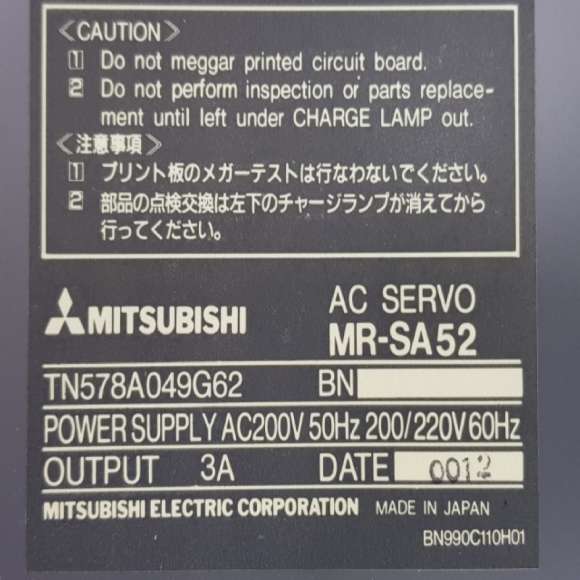 〈CAUTION〉
1 Do not meggar printed circuit board.
2 Do not perform inspection or parts replace-
ment until left under CHARGE LAMP out.
〈注意事項〉
1 プリント板のメガーテストは行なわないでください。
2 部品の点検交換は左下のチャージランプが消えてから
行ってください。
MITSUBISHI
AC SERVO
MR-SA52
TN578A049G62 BN
POWER SUPPLY AC200V 50Hz 200/220V 60Hz
OUTPUT 3A DATE 0012
MITSUBISHI ELECTRIC CORPORATION MADE IN JAPAN
BN990C110H01